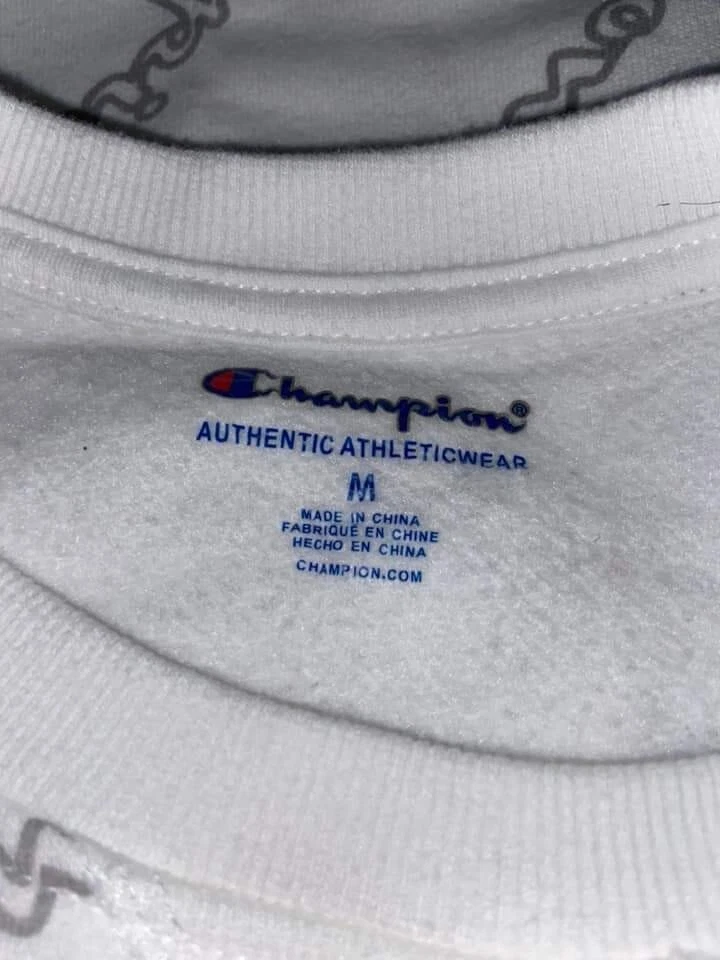 Champion®
AUTHENTIC ATHLETICWEAR
M
MADE IN CHINA
FABRIQUÉ EN CHINE
HECHO EN CHINA
CHAMPION.COM